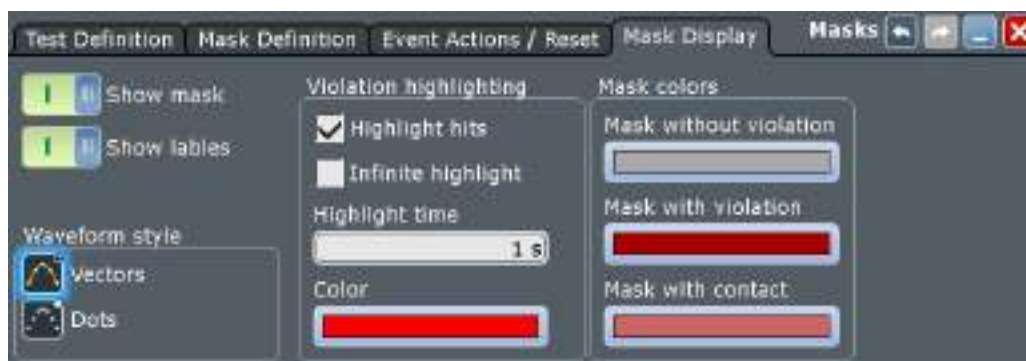 Test Definition
Mask Definition
Event Actions / Reset
Mask Display
Masks
Show mask
Show lables
Waveform style
Vectors
Dots
Violation highlighting
Highlight hits
Infinite highlight
Highlight time
1 s
Color
Mask colors
Mask without violation
Mask with violation
Mask with contact